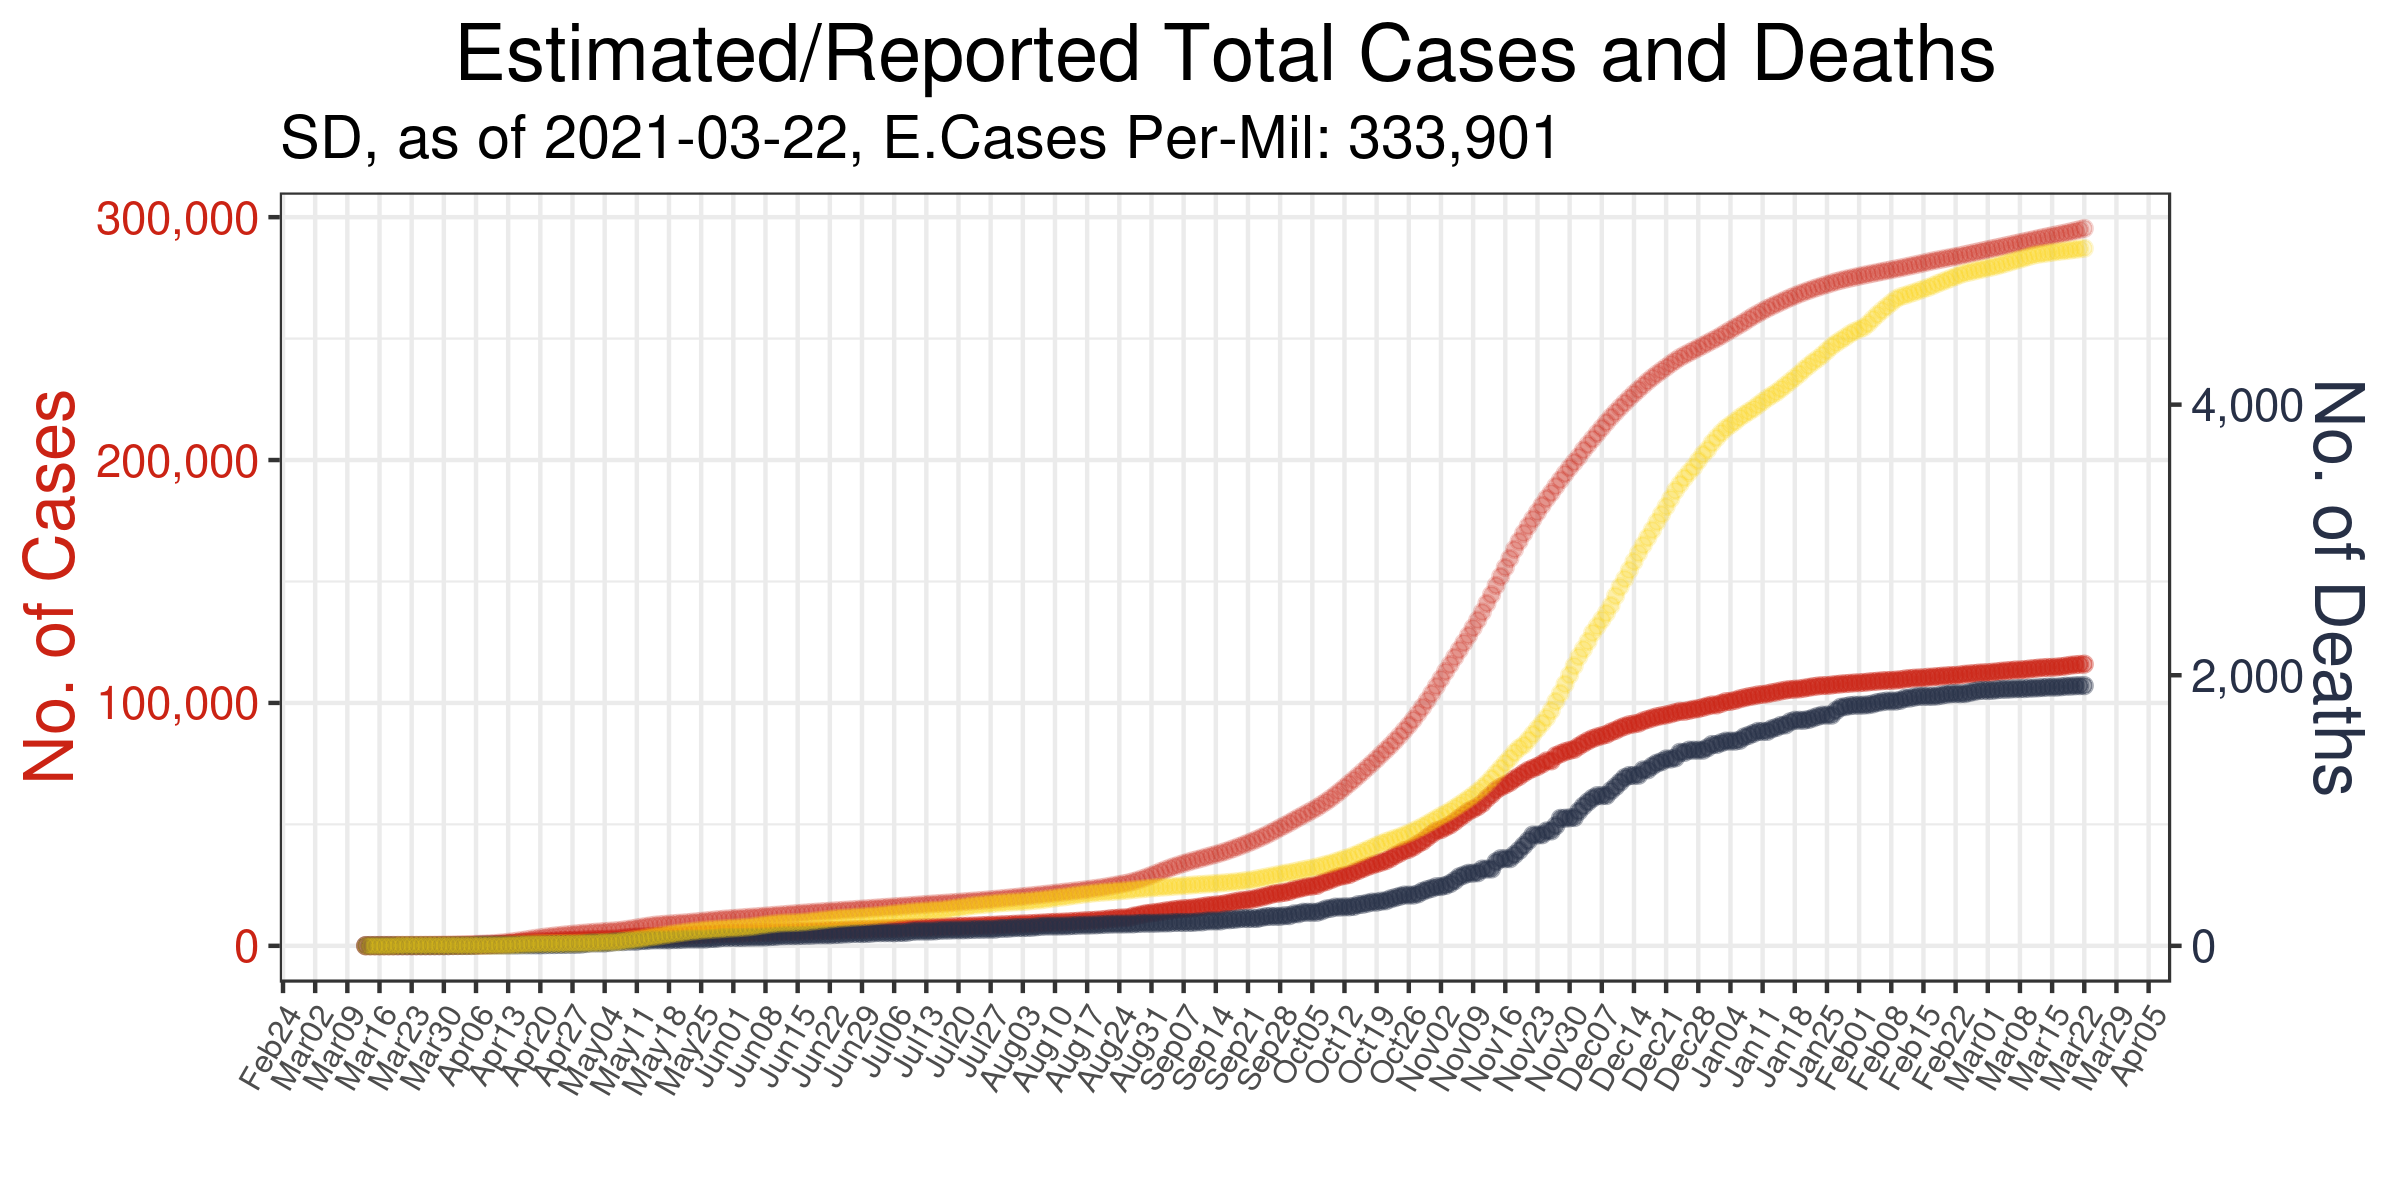 Estimated/Reported Total Cases and Deaths
SD, as of 2021-03-22, E.Cases Per-Mil: 333,901
No. of Cases
300,000
200,000
100,000
0
No. of Deaths
4,000
2,000
0
Feb24
Mar02
Mar09
Mar16
Mar23
Mar30
Apr06
Apr13
Apr20
Apr27
May04
May11
May18
May25
Jun01
Jun08
Jun15
Jun22
Jun29
Jul06
Jul13
Jul20
Jul27
Aug03
Aug10
Aug17
Aug24
Aug31
Sep07
Sep14
Sep21
Sep28
Oct05
Oct12
Oct19
Oct26
Nov02
Nov09
Nov16
Nov23
Nov30
Dec07
Dec14
Dec21
Dec28
Jan04
Jan11
Jan18
Jan25
Feb01
Feb08
Feb15
Feb22
Mar01
Mar08
Mar15
Mar22
Mar29
Apr05